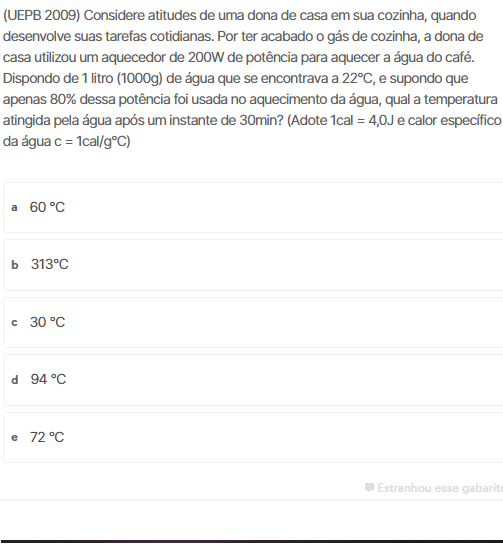 (UEPB 2009) Considere atitudes de uma dona de casa em sua cozinha, quando
desenvolve suas tarefas cotidianas. Por ter acabado o gás de cozinha, a dona de
casa utilizou um aquecedor de 200W de potência para aquecer a água do café.
Dispondo de 1 litro (1000g) de água que se encontrava a 22°C, e supondo que
apenas 80% dessa potência foi usada no aquecimento da água, qual a temperatura
atingida pela água após um instante de 30min? (Adote 1cal = 4,0J e calor específico
da água c = 1cal/g°C)
a 60 °C
b 313°C
c 30 °C
d 94 °C
e 72 °C
Estranhou esse gabarito